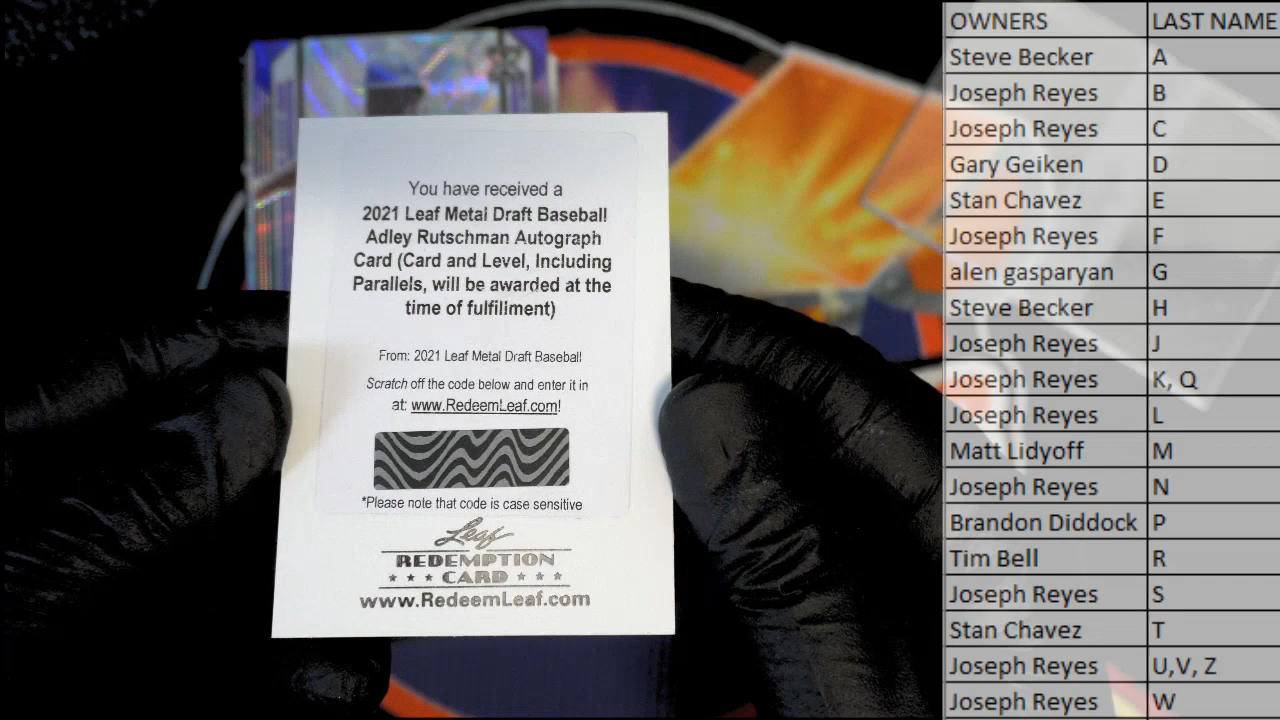 You have received a
2021 Leaf Metal Draft Baseball
Adley Rutschman Autograph
Card (Card and Level, Including
Parallels, will be awarded at the
time of fulfillment)
From: 2021 Leaf Metal Draft Baseball
Scratch off the code below and enter it in
at: www.RedeemLeaf.com!
*Please note that code is case sensitive
Leaf
REDEMPTION
CARD
www.RedeemLeaf.com
OWNERS LAST NAME
Steve Becker A
Joseph Reyes B
Joseph Reyes C
Gary Geiken D
Stan Chavez E
Joseph Reyes F
alen gasparyan G
Steve Becker H
Joseph Reyes J
Joseph Reyes K, Q
Joseph Reyes L
Matt Lidyoff M
Joseph Reyes N
Brandon Diddock P
Tim Bell R
Joseph Reyes S
Stan Chavez T
Joseph Reyes U,V, Z
Joseph Reyes W